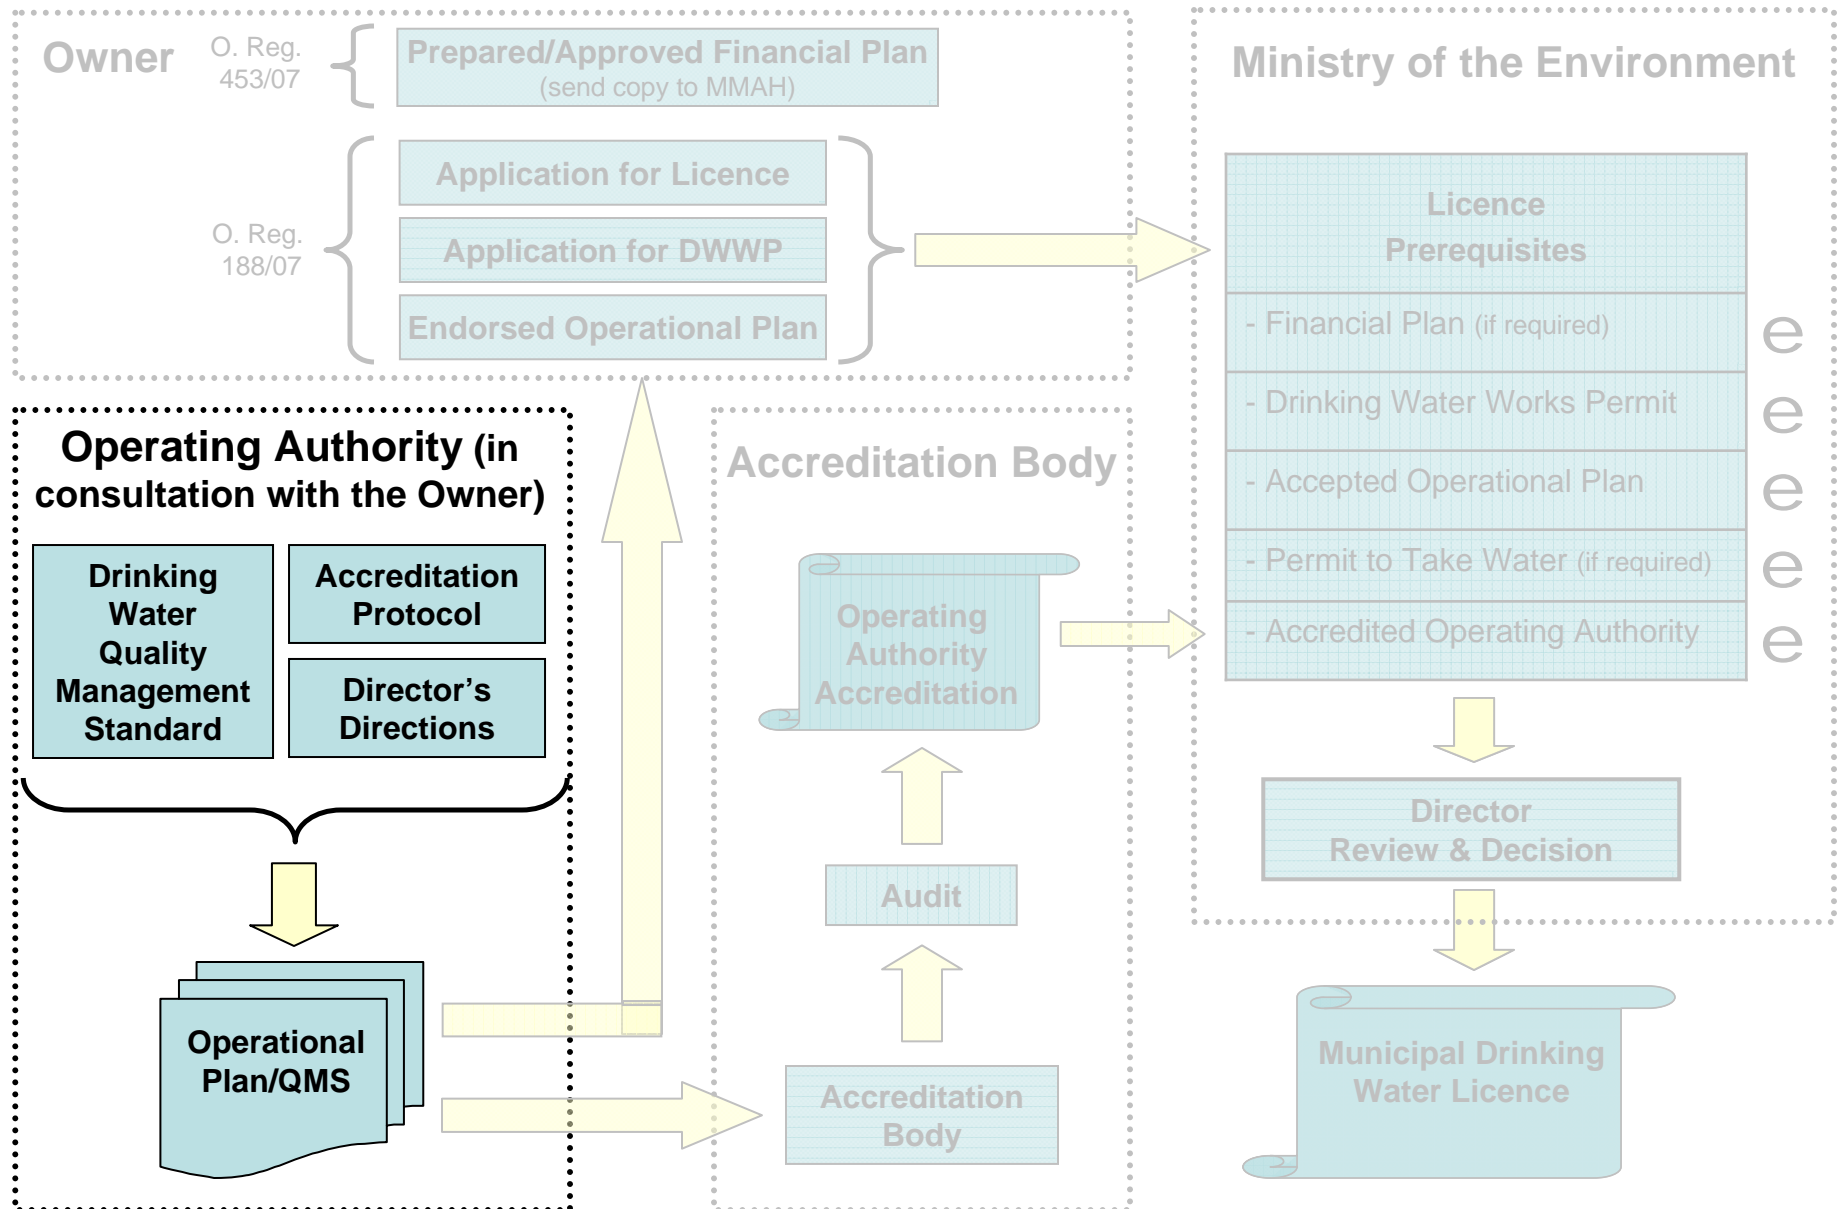 Owner
O. Reg.
453/07
Prepared/Approved Financial Plan
(send copy to MMAH)
O. Reg.
188/07
Application for Licence
Application for DWWP
Endorsed Operational Plan
Operating Authority (in
consultation with the Owner)
Drinking
Water
Quality
Management
Standard
Accreditation
Protocol
Director’s
Directions
Operational
Plan/QMS
Accreditation Body
Operating
Authority
Accreditation
Audit
Accreditation
Body
Ministry of the Environment
Licence
Prerequisites
- Financial Plan (if required) e
- Drinking Water Works Permit e
- Accepted Operational Plan e
- Permit to Take Water (if required) e
- Accredited Operating Authority e
Director
Review & Decision
Municipal Drinking
Water Licence